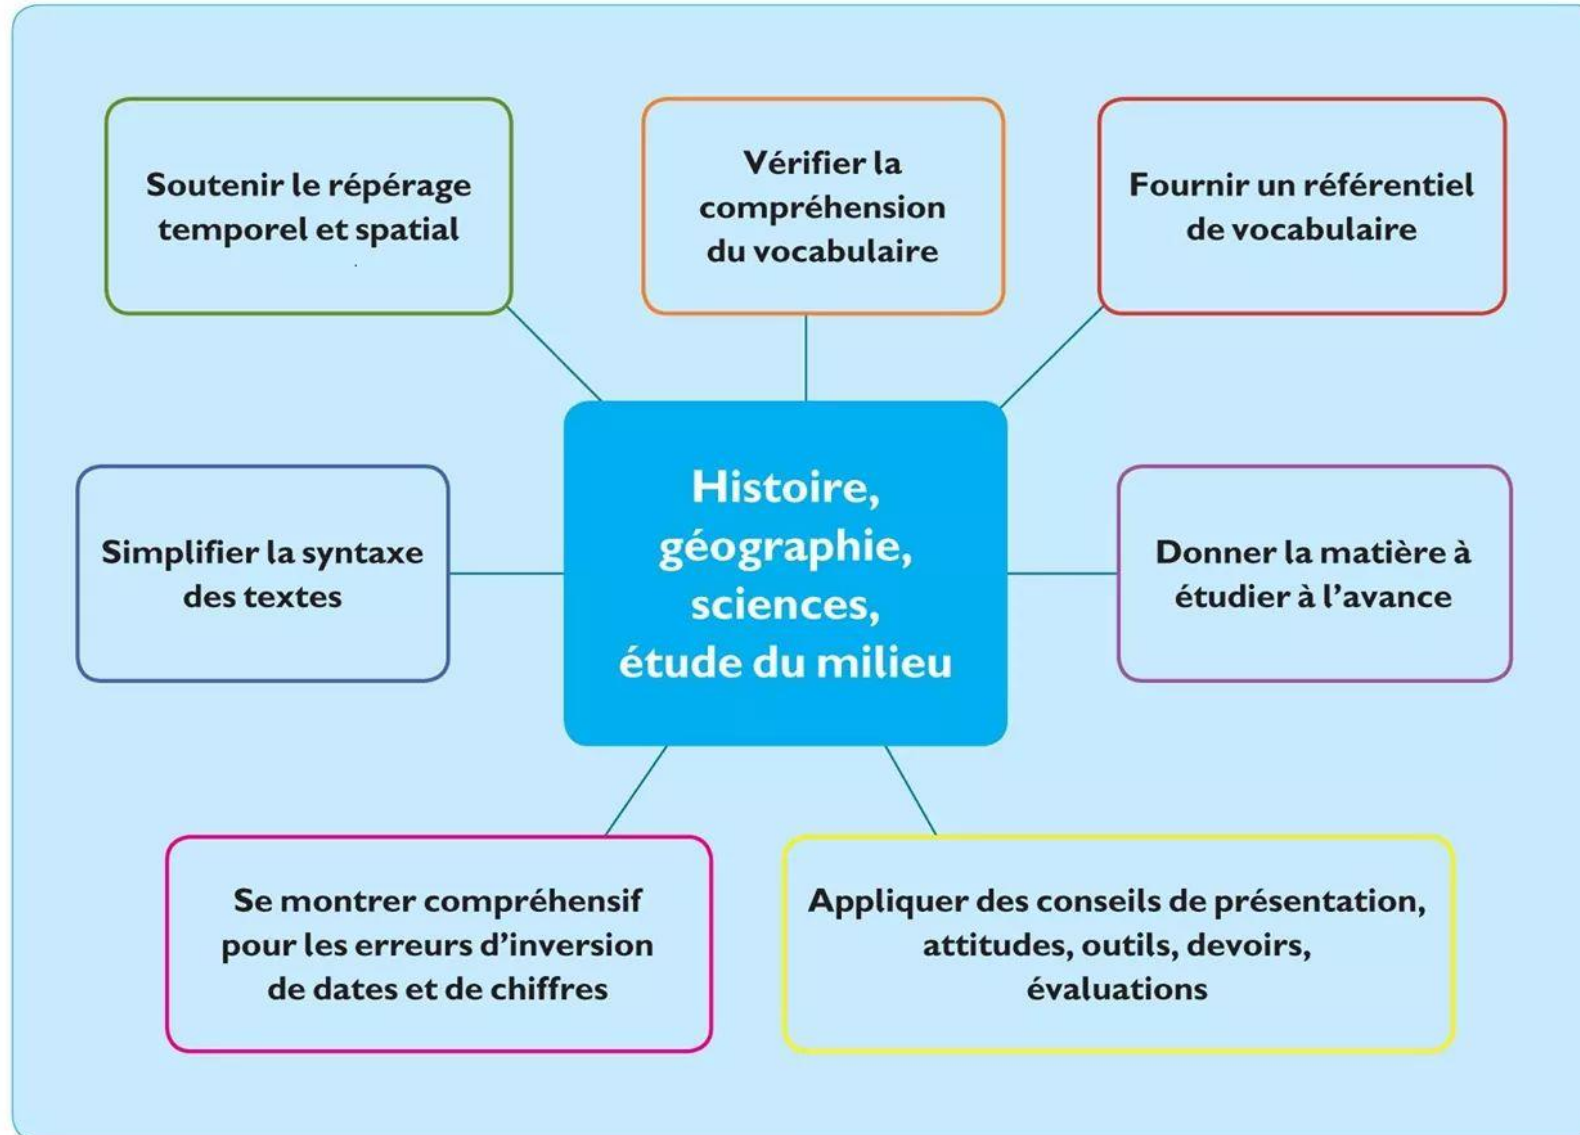 Soutenir le répérage
temporel et spatial
Vérifier la
compréhension
du vocabulaire
Fournir un référentiel
de vocabulaire
Simplifier la syntaxe
des textes
Histoire,
géographie,
sciences,
étude du milieu
Donner la matière à
étudier à l’avance
Se montrer compréhensif
pour les erreurs d’inversion
de dates et de chiffres
Appliquer des conseils de présentation,
attitudes, outils, devoirs,
évaluations